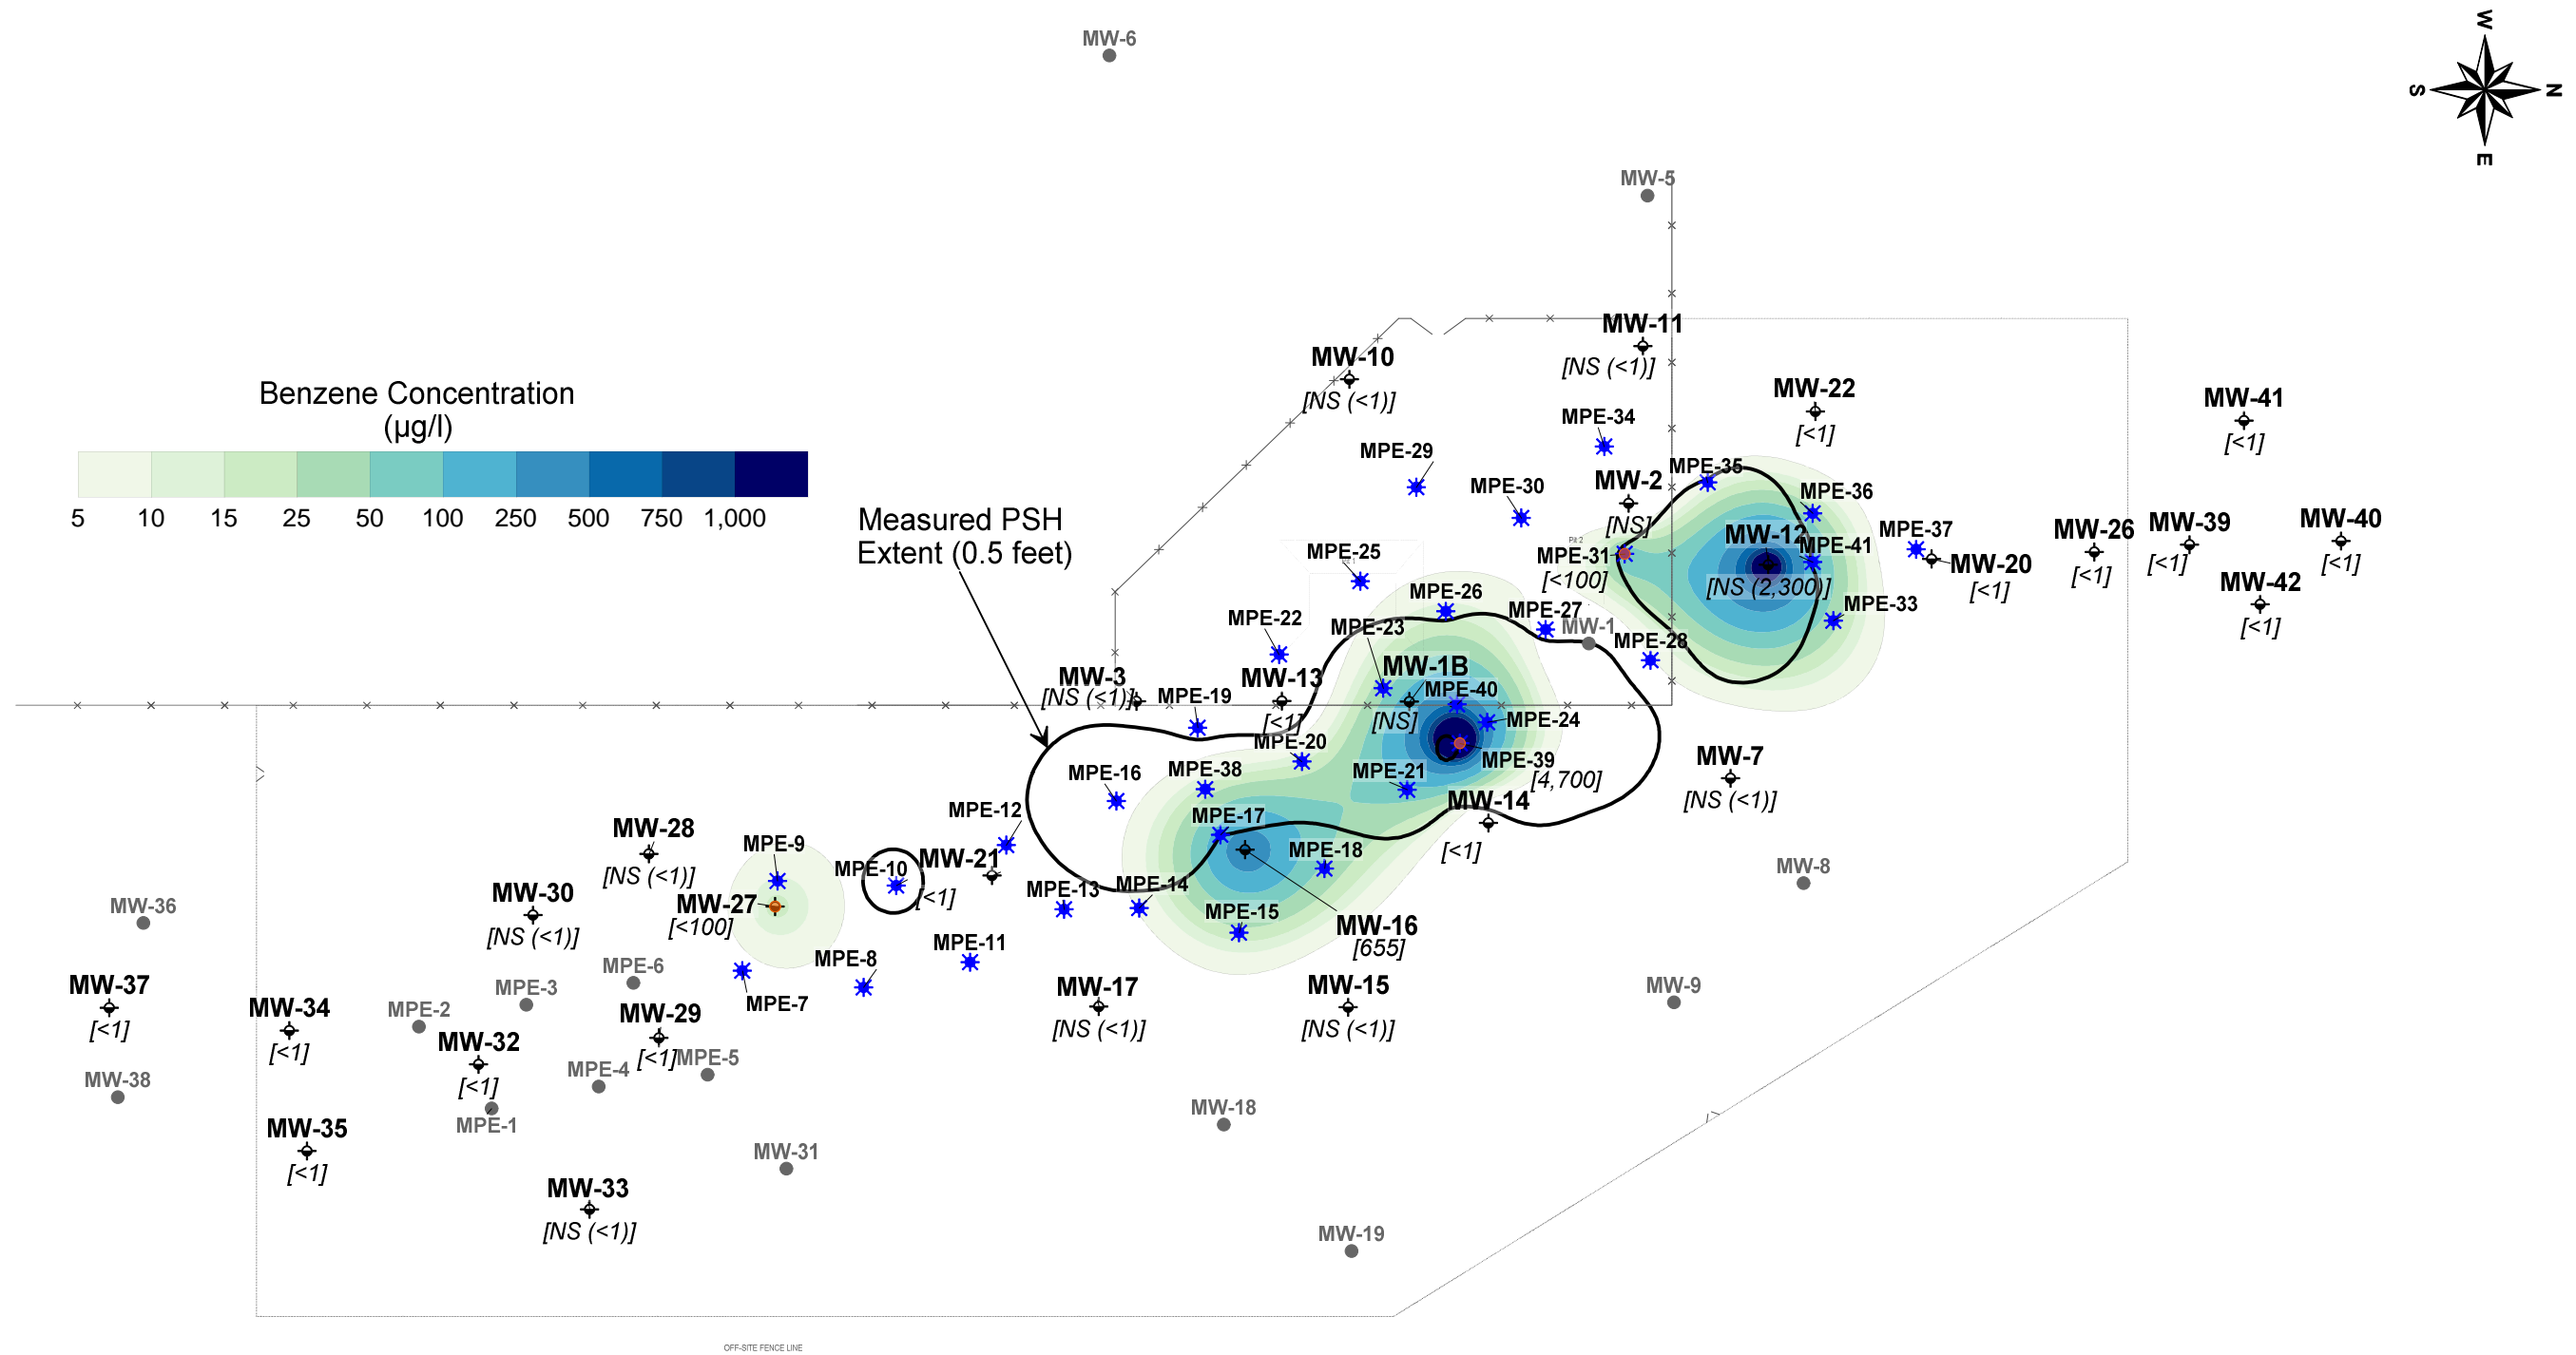 W
S
N
E
MW-6
MW-5
MW-11
[NS (<1)]
MW-10
[NS (<1)]
MW-22
[<1]
MW-41
[<1]
Benzene Concentration
(µg/l)
5 10 15 25 50 100 250 500 750 1,000
MPE-34
MPE-29
MPE-35
MW-2
[NS]
MPE-30
MPE-36
Measured PSH
Extent (0.5 feet)
Pit 2
MPE-31
[<100]
MW-12
[NS (2,300)]
MPE-41
MPE-37
MW-20
[<1]
MW-26
[<1]
MW-39
[<1]
MW-40
[<1]
MW-42
[<1]
MPE-25
MPE-26
MPE-27
MW-1
MPE-33
MPE-22
MPE-23
MPE-28
MW-3
[NS (<1)]
MPE-19
MW-13
[<1]
MW-1B
[NS]
MPE-40
MPE-24
MPE-20
MPE-39
[4,700]
MW-7
[NS (<1)]
MPE-16
MPE-38
MPE-21
MW-14
[<1]
MPE-12
MPE-17
MPE-18
MW-28
[NS (<1)]
MPE-9
MPE-10
MW-21
[<1]
MW-8
MPE-13
MPE-14
MPE-15
MW-16
[655]
MW-36
MW-30
[NS (<1)]
MW-27
[<100]
MPE-11
MPE-8
MPE-7
MPE-6
MPE-3
MPE-2
MW-37
[<1]
MW-34
[<1]
MW-29
[<1]
MW-17
[NS (<1)]
MW-15
[NS (<1)]
MW-9
MW-32
[<1]
MPE-5
MPE-4
MW-38
MPE-1
MW-18
MW-35
[<1]
MW-31
MW-33
[NS (<1)]
MW-19
OFF-SITE FENCE LINE